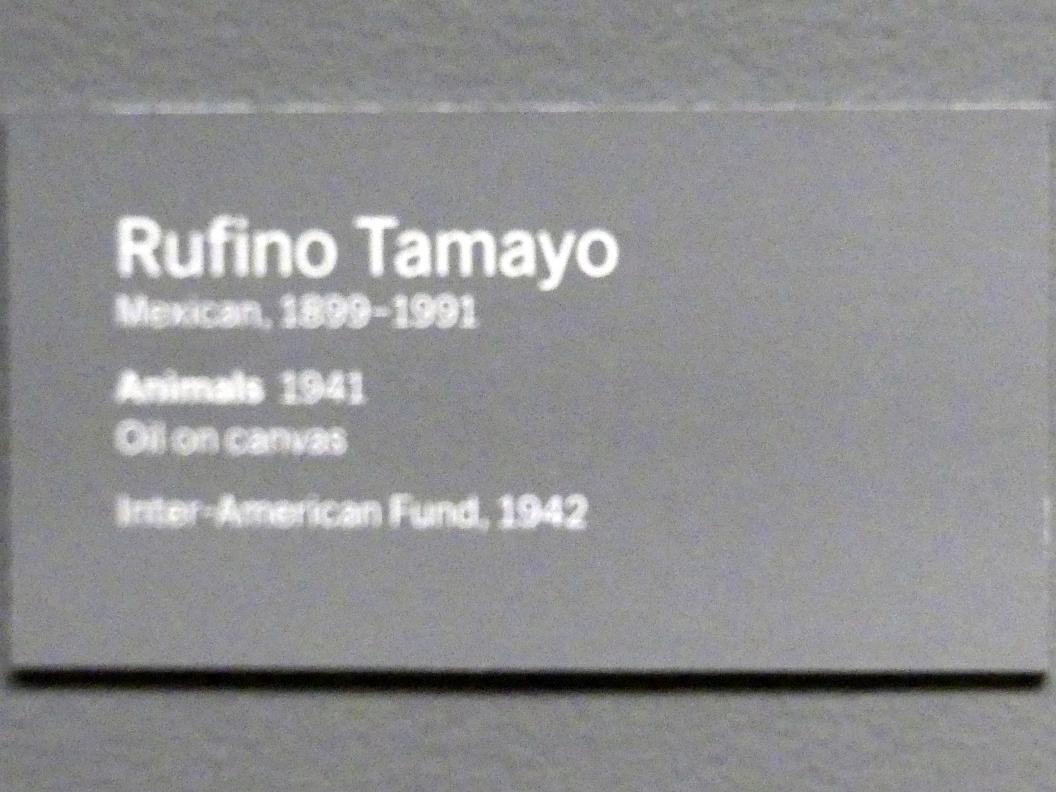 Rufino Tamayo
Mexican, 1899–1991
Animals 1941
Oil on canvas
Inter-American Fund, 1942